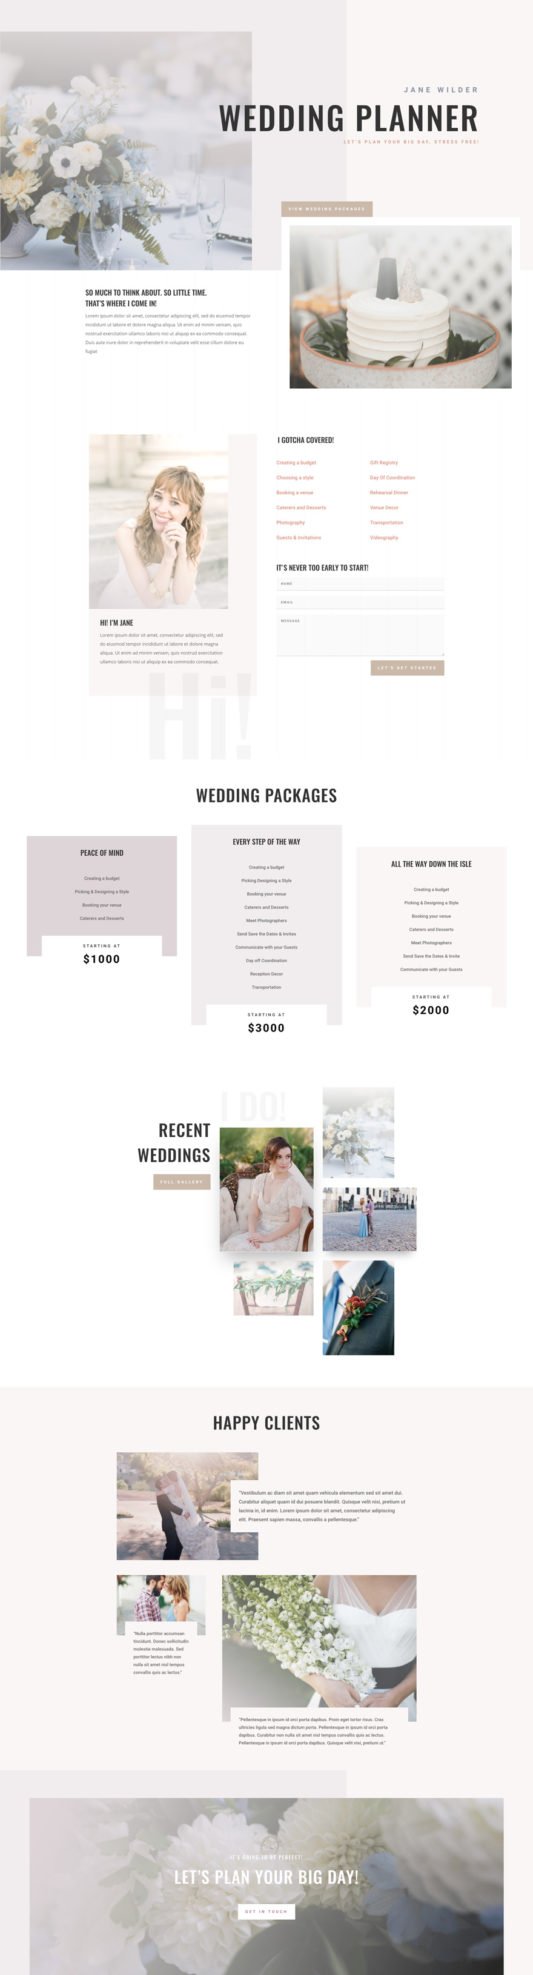 JANE WILDER
WEDDING PLANNER
LET'S PLAN YOUR BIG DAY, STRESS FREE!
VIEW WEDDING PACKAGES
SO MUCH TO THINK ABOUT. SO LITTLE TIME.
THAT'S WHERE I COME IN!
Lorem ipsum dolor sit amet, consectetur adipiscing elit, sed do eiusmod tempor
incididunt ut labore et dolore magna aliqua. Ut enim ad minim veniam, quis
nostrud exercitation ullamco laboris nisi ut aliquip ex ea commodo consequat.
Duis aute irure dolor in reprehenderit in voluptate velit esse cillum dolore eu
fugiat
I GOTCHA COVERED!
Creating a budget
Choosing a style
Booking a venue
Caterers and Desserts
Photography
Guests & Invitations
Gift Registry
Day Of Coordination
Rehearsal Dinner
Venue Decor
Transportation
Videography
IT'S NEVER TOO EARLY TO START!
NAME
EMAIL
MESSAGE
LET'S GET STARTED
HI! I'M JANE
Lorem ipsum dolor sit amet, consectetur adipiscing elit, sed
do eiusmod tempor incididunt ut labore et dolore magna
aliqua. Ut enim ad minim veniam, quis nostrud exercitation
ullamco laboris nisi ut aliquip ex ea commodo consequat.
Hi!
WEDDING PACKAGES
PEACE OF MIND
Creating a budget
Picking & Designing a Style
Booking your venue
Caterers and Desserts
STARTING AT
$1000
EVERY STEP OF THE WAY
Creating a budget
Picking Designing a Style
Booking your venue
Caterers and Desserts
Meet Photographers
Send Save the Dates & Invites
Communicate with your Guests
Day off Coordination
Reception Decor
Transportation
STARTING AT
$3000
ALL THE WAY DOWN THE ISLE
Creating a budget
Picking & Designing a Style
Booking your venue
Caterers and Desserts
Meet Photographers
Send Save the Dates & Invite
Communicate with your Guests
STARTING AT
$2000
I DO!
RECENT
WEDDINGS
FULL GALLERY
HAPPY CLIENTS
"Vestibulum ac diam sit amet quam vehicula elementum sed sit amet dui.
Curabitur aliquet quam id dui posuere blandit. Quisque velit nisi, pretium ut
lacinia in, id enim. Lorem ipsum dolor sit amet, consectetur adipiscing
elit. Praesent sapien massa, convallis a pellentesque."
"Nulla porttitor accumsan
tincidunt. Donec sollicitudin
molestie malesuada. Sed
porttitor lectus nibh non
nulla sit amet nisl tempus
convallis quis ac lectus."
"Pellentesque in ipsum id orci porta dapibus. Proin eget tortor risus. Cras
ultricies ligula sed magna dictum porta. Pellentesque in ipsum id orci porta
dapibus. Curabitur non nulla sit amet nisl tempus convallis quis ac lectus.
Pellentesque in ipsum id orci porta dapibus. Quisque velit nisi, pretium ut"
IT'S GOING TO BE PERFECT!
LET'S PLAN YOUR BIG DAY!
GET IN TOUCH